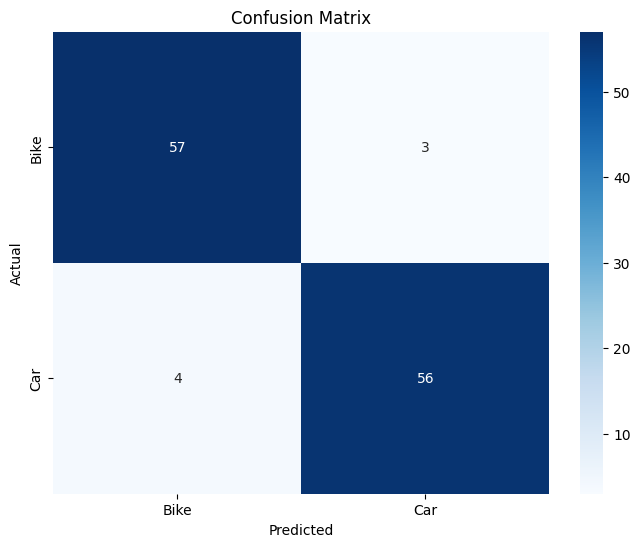 Confusion Matrix
Bike
57
3
50
40
30
20
10
Actual
Car
4
56
Bike
Car
Predicted